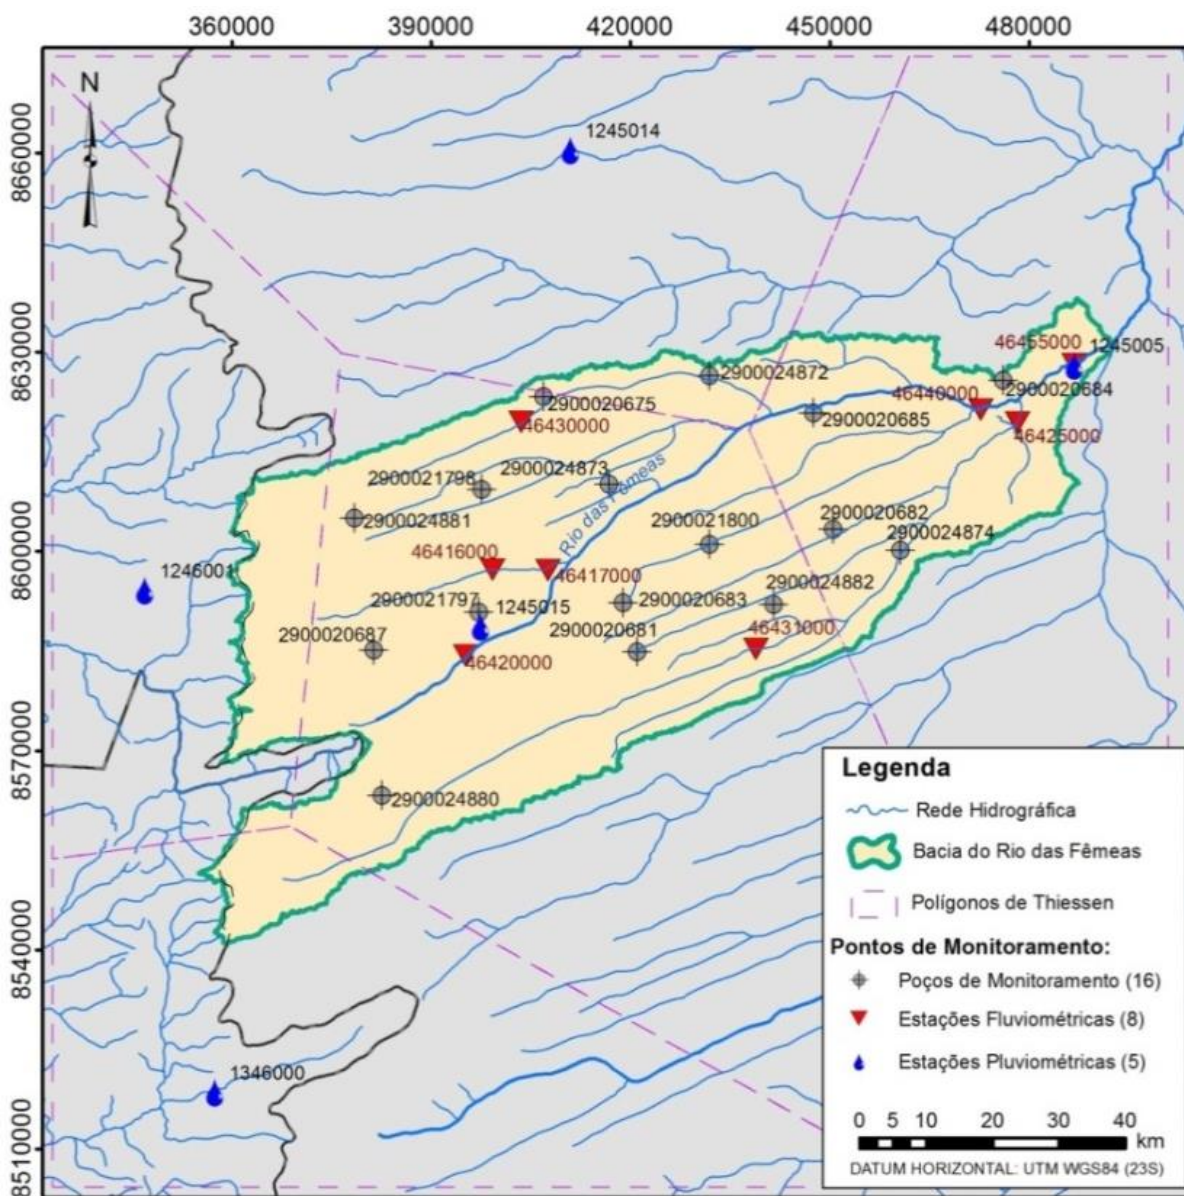 360000 390000 4200000 4500000 4800000
N
8660000
8630000
8600000
8570000
8540000
8510000
1245014
46455000
1245005
2900024872
2900020684
46440000
2900020675
2900020685
46430000
46425000
2900024873
2900021798
Rio das Fêmeas
2900024881
2900020682
2900021800
2900024874
46416000
46417000
1246001
2900024882
2900021797
1245015
2900020683
2900020687
2900020681
46431000
46420000
2900024880
1346000
Legenda
Rede Hidrográfica
Bacia do Rio das Fêmeas
Polígonos de Thiessen
Pontos de Monitoramento:
Poços de Monitoramento (16)
Estações Fluviométricas (8)
Estações Pluviométricas (5)
0 5 10 20 30 40
km
DATUM HORIZONTAL: UTM WGS84 (23S)